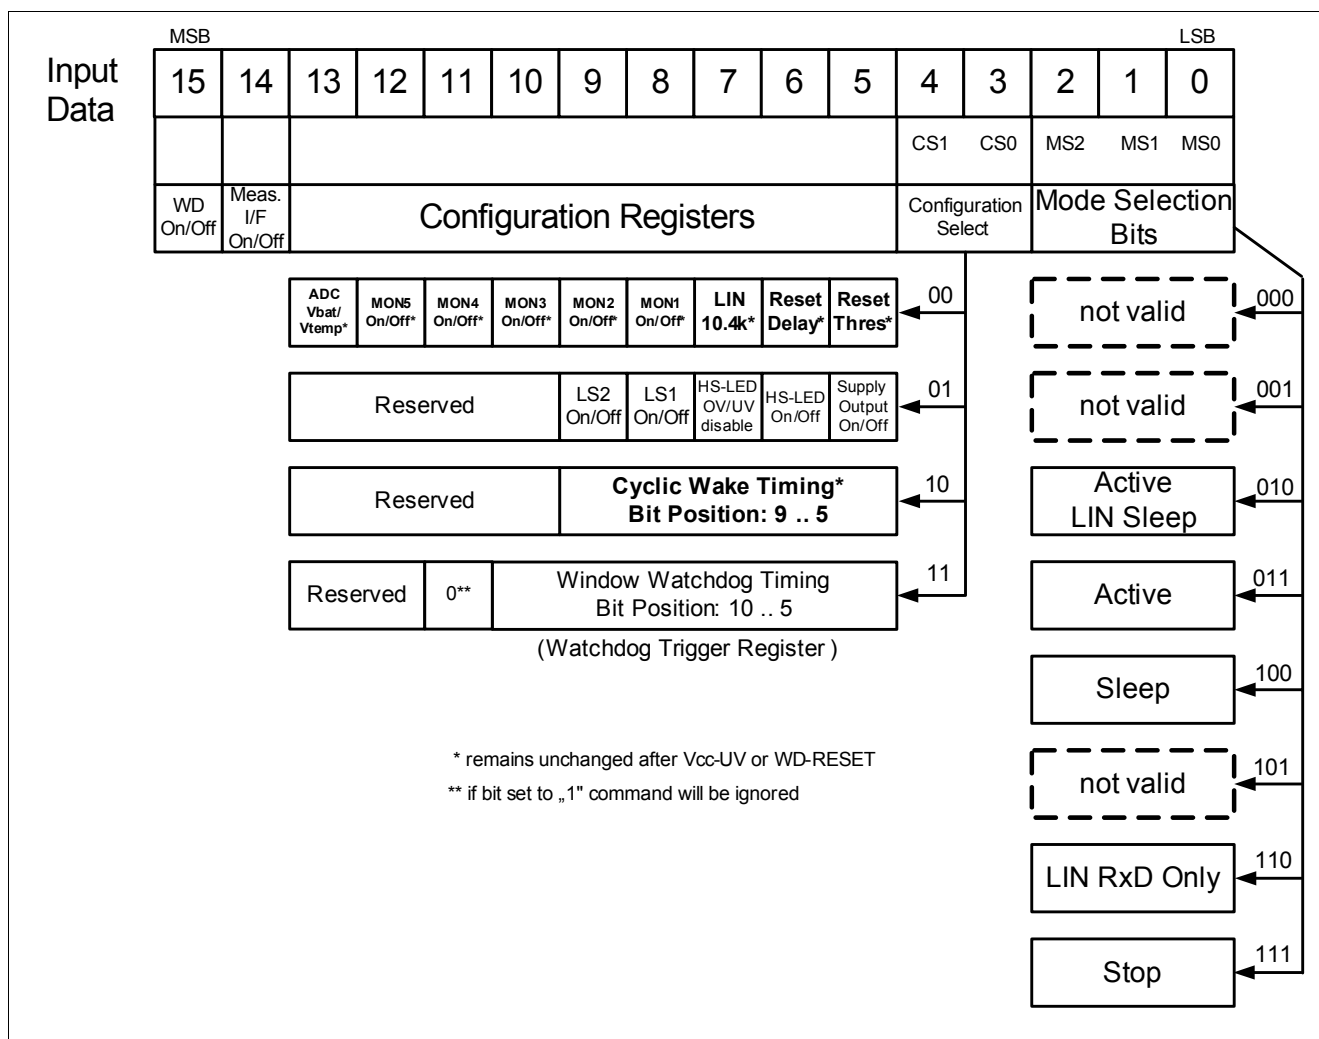 MSB LSB
Input
Data
15 14 13 12 11 10 9 8 7 6 5 4 3 2 1 0
CS1 CS0 MS2 MS1 MS0
WD
On/Off
Meas.
I/F
On/Off
Configuration Registers
Configuration
Select
Mode Selection
Bits
ADC
Vbat/
Vtemp*
MON5
On/Off*
MON4
On/Off*
MON3
On/Off*
MON2
On/Off*
MON1
On/Off*
LIN
10.4k*
Reset
Delay*
Reset
Thres*
00
not valid
000
Reserved
LS2
On/Off
LS1
On/Off
HS-LED
OV/UV
disable
HS-LED
On/Off
Supply
Output
On/Off
01
not valid
001
Reserved
Cyclic Wake Timing*
Bit Position: 9 .. 5
10
Active
LIN Sleep
010
Reserved
0**
Window Watchdog Timing
Bit Position: 10 .. 5
11
Active
011
(Watchdog Trigger Register )
Sleep
100
* remains unchanged after Vcc-UV or WD-RESET
** if bit set to „1" command will be ignored
not valid
101
LIN RxD Only
110
Stop
111